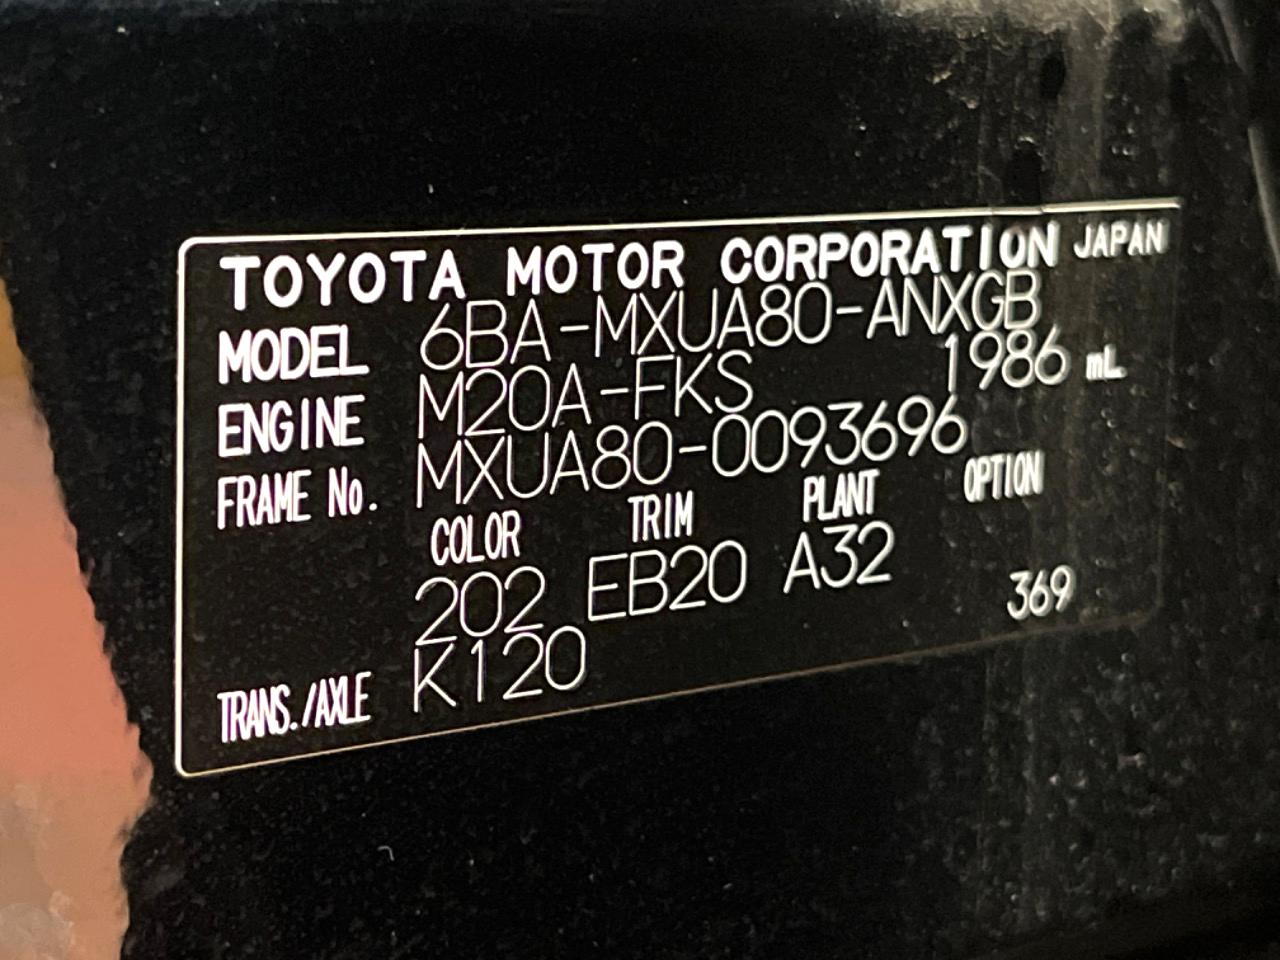 TOYOTA MOTOR CORPORATION JAPAN
MODEL 6BA-MXUA80-ANXGB
ENGINE M20A-FKS 1986 mL
FRAME No. MXUA80-0093696
COLOR TRIM PLANT OPTION
202 EB20 A32 369
TRANS./AXLE K120